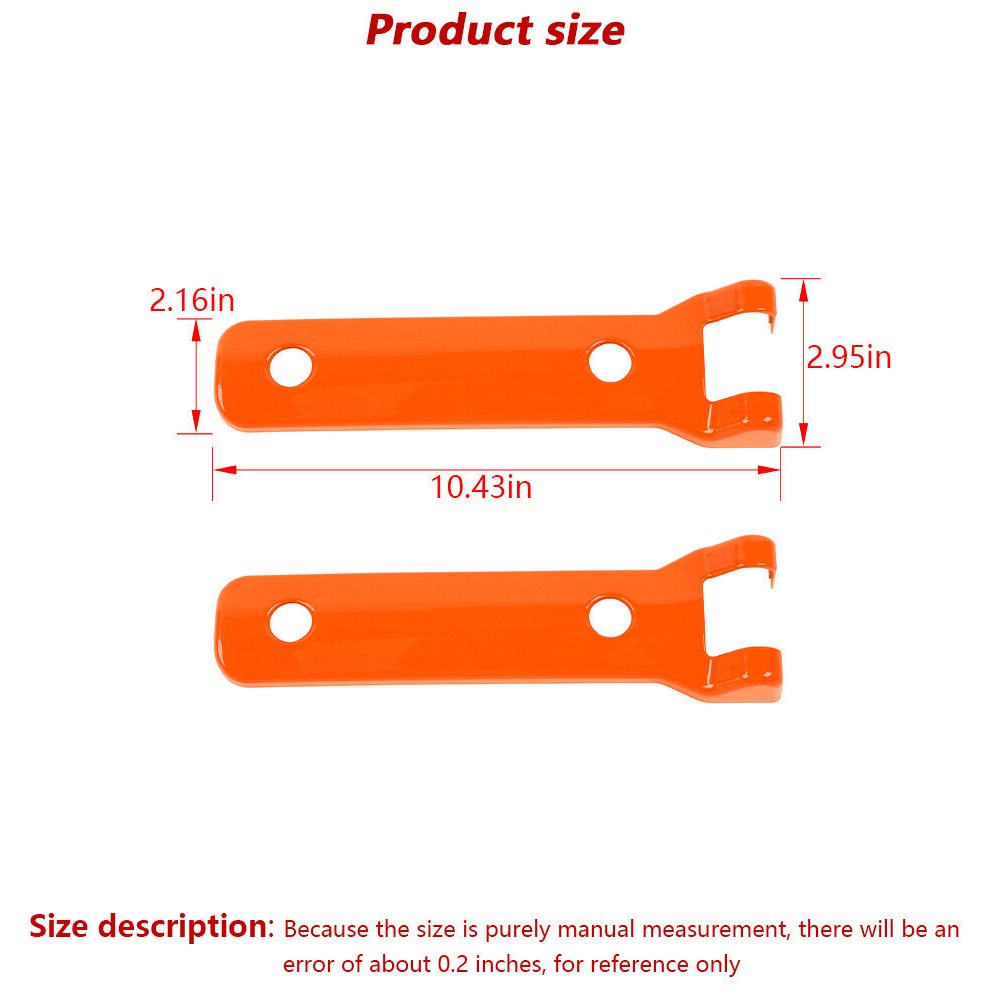 Product size
2.16in
2.95in
10.43in
Size description: Because the size is purely manual measurement, there will be an
error of about 0.2 inches, for reference only